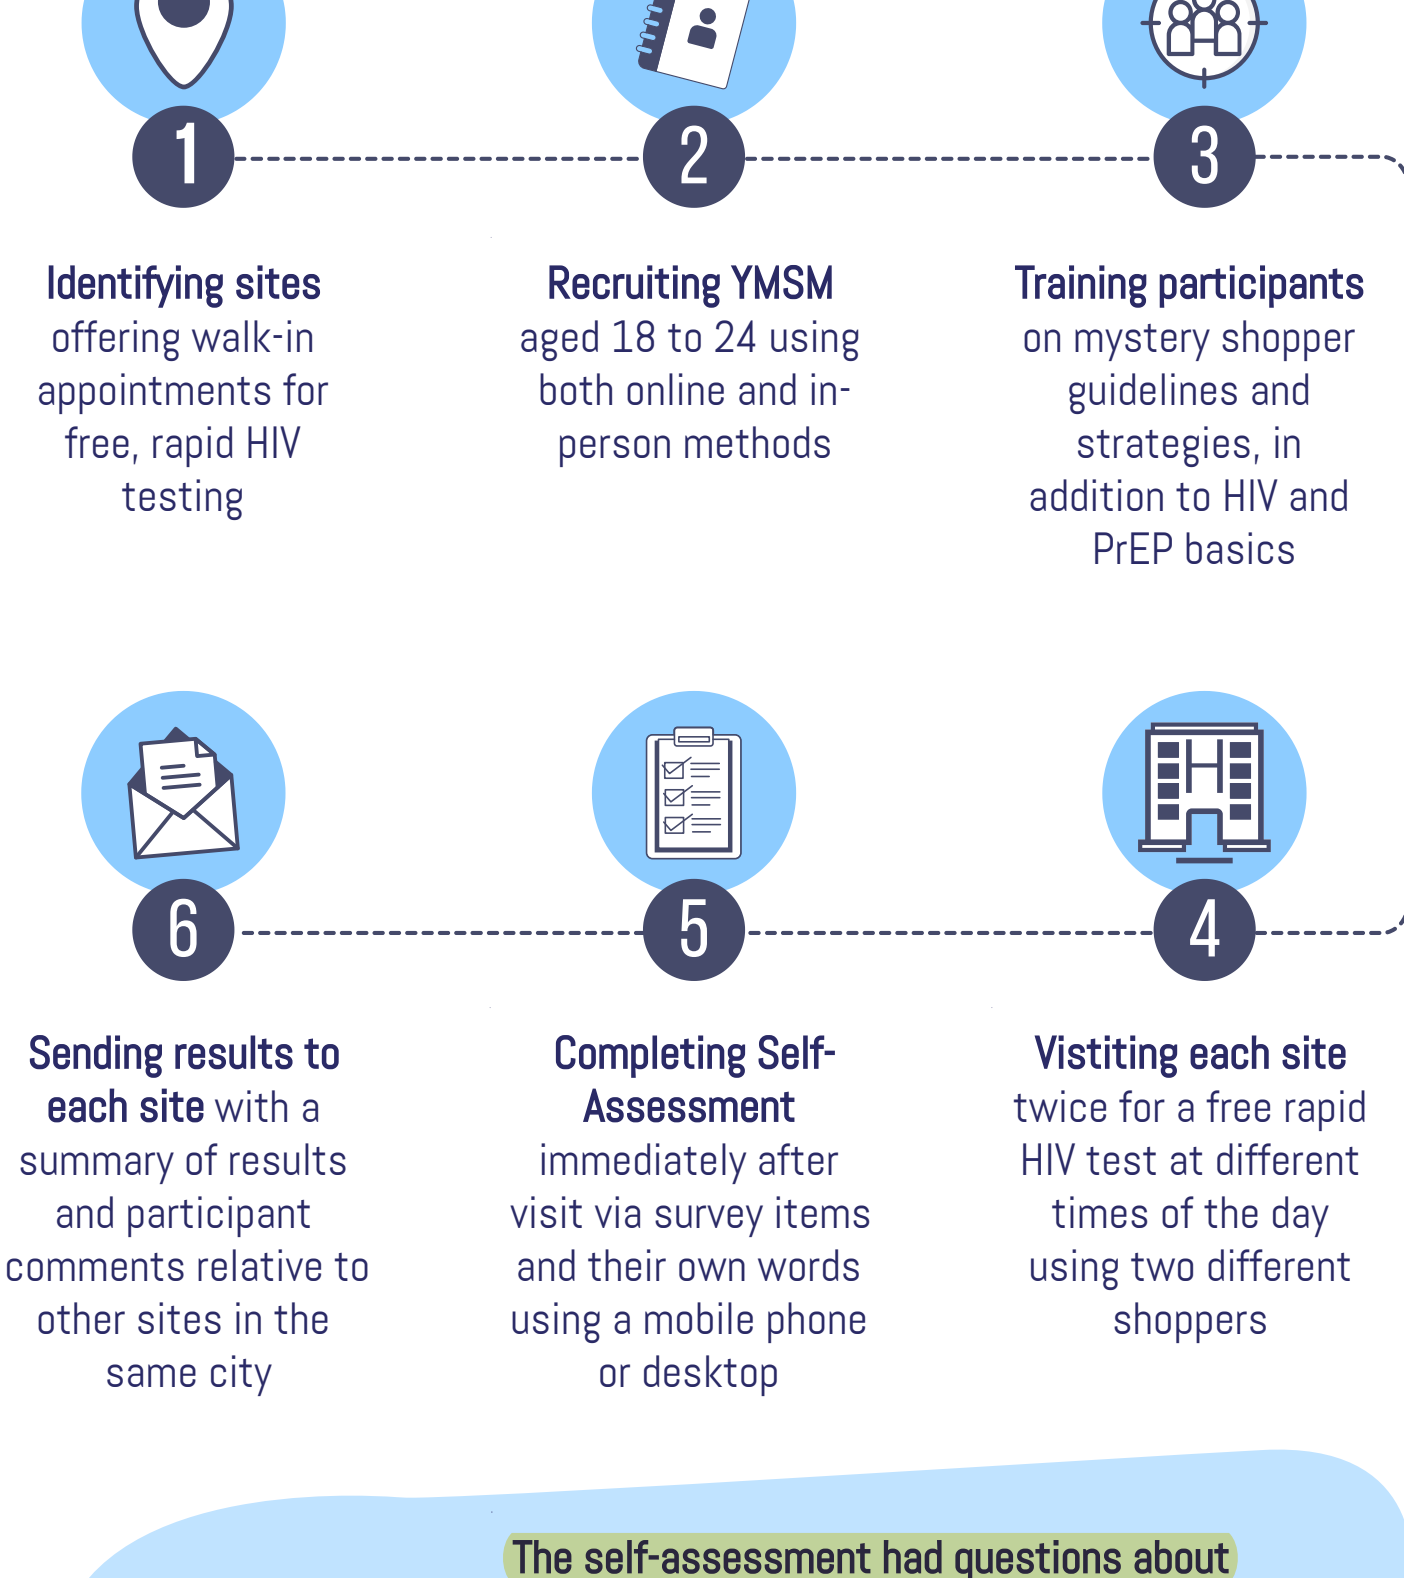 1
Identifying sites
offering walk-in
appointments for
free, rapid HIV
testing
2
Recruiting YMSM
aged 18 to 24 using
both online and in-
person methods
3
Training participants
on mystery shopper
guidelines and
strategies, in
addition to HIV and
PrEP basics
4
Vistiting each site
twice for a free rapid
HIV test at different
times of the day
using two different
shoppers
5
Completing Self-
Assessment
immediately after
visit via survey items
and their own words
using a mobile phone
or desktop
6
Sending results to
each site with a
summary of results
and participant
comments relative to
other sites in the
same city
The self-assessment had questions about